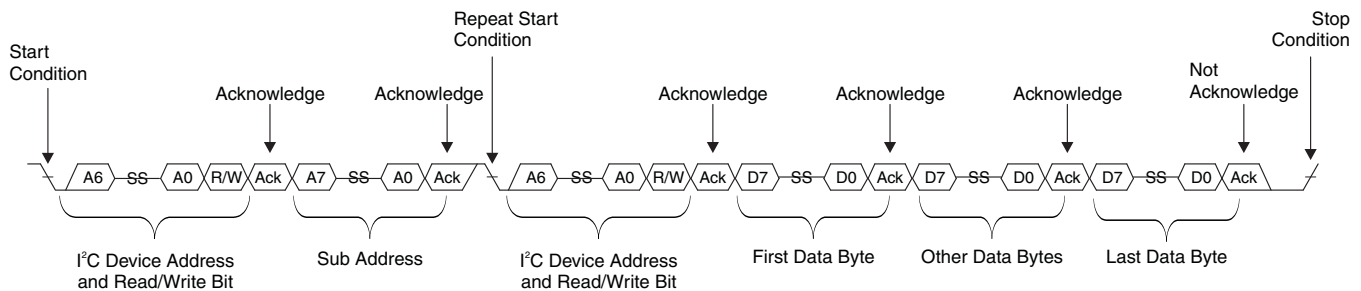 Start
Condition
Repeat Start
Condition
Stop
Condition
Acknowledge
Acknowledge
Acknowledge
Acknowledge
Acknowledge
Not
Acknowledge
A6 SS A0 R/W Ack A7 SS A0 Ack A6 SS A0 R/W Ack D7 SS D0 Ack D7 SS D0 Ack D7 SS D0 Ack
I²C Device Address
and Read/Write Bit
Sub Address
I²C Device Address
and Read/Write Bit
First Data Byte
Other Data Bytes
Last Data Byte